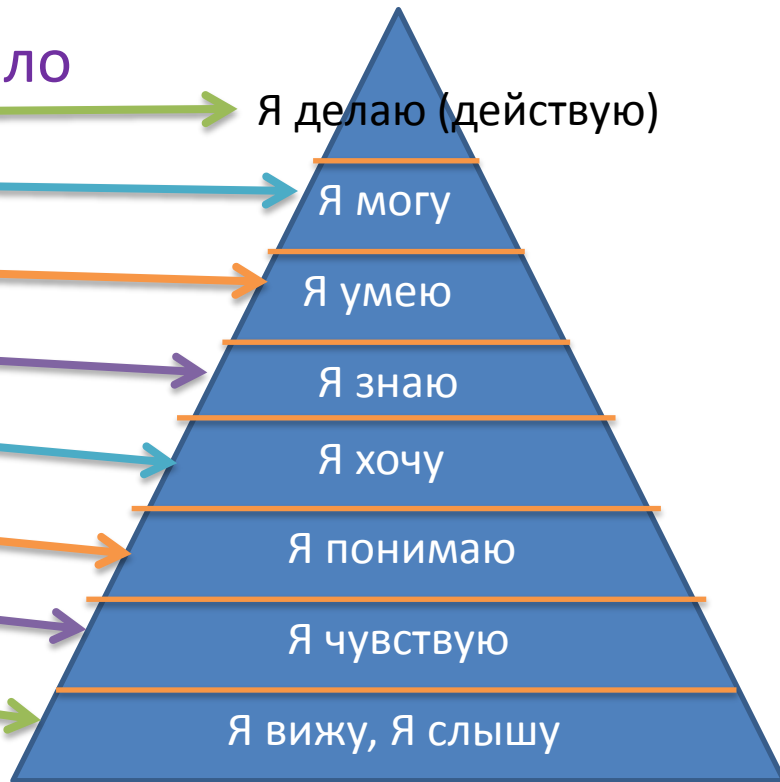 ло
Я делаю (действую)
Я могу
Я умею
Я знаю
Я хочу
Я понимаю
Я чувствую
Я вижу, Я слышу